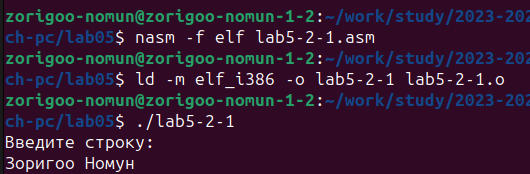 zorigoo-nomun@zorigoo-nomun-1-2:~/work/study/2023-202
ch-pc/lab05$ nasm -f elf lab5-2-1.asm
zorigoo-nomun@zorigoo-nomun-1-2:~/work/study/2023-202
ch-pc/lab05$ ld -m elf_i386 -o lab5-2-1 lab5-2-1.o
zorigoo-nomun@zorigoo-nomun-1-2:~/work/study/2023-202
ch-pc/lab05$ ./lab5-2-1
Введите строку:
Зоригоо Номун